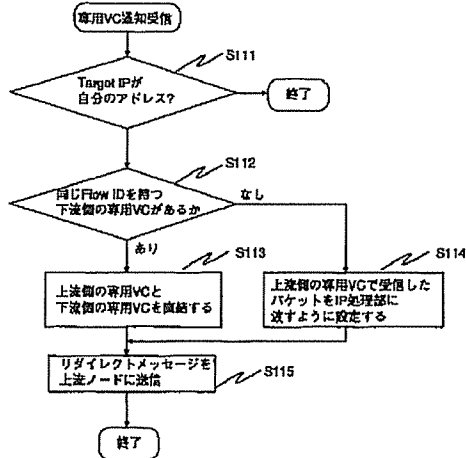 専用VC通知受信
S111
Target IPが
自分のアドレス?
終了
S112
同じFlow IDを持つ
下流側の専用VCがあるか
なし
あり
S113
上流側の専用VCと
下流側の専用VCを直結する
S114
上流側の専用VCで受信した
パケットをIP処理部に
渡すように設定する
リダイレクトメッセージを
上流ノードに送信
S115
終了